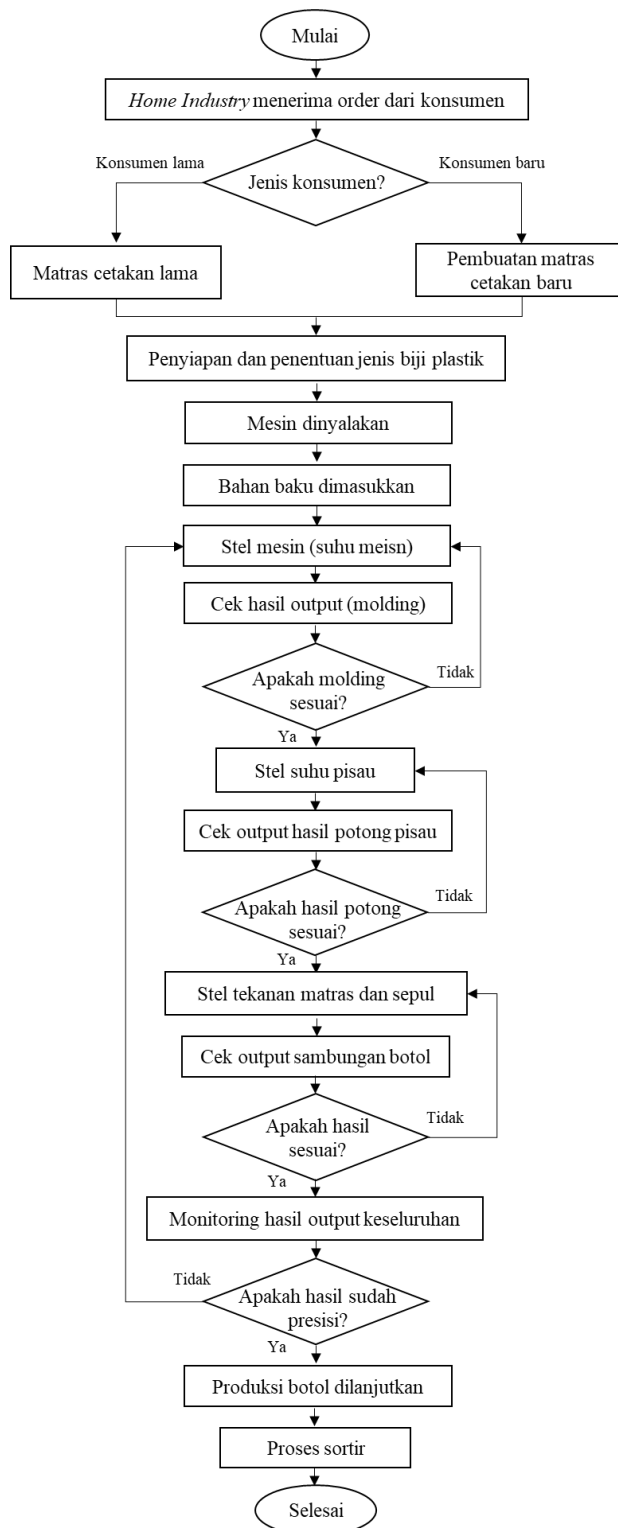 Mulai
Home Industry menerima order dari konsumen
Konsumen lama
Konsumen baru
Jenis konsumen?
Matras cetakan lama
Pembuatan matras
cetakan baru
Penyiapan dan penentuan jenis biji plastik
Mesin dinyalakan
Bahan baku dimasukkan
Stel mesin (suhu meisn)
Cek hasil output (molding)
Apakah molding
sesuai?
Tidak
Ya
Stel suhu pisau
Cek output hasil potong pisau
Apakah hasil potong
sesuai?
Tidak
Ya
Stel tekanan matras dan sepul
Cek output sambungan botol
Apakah hasil
sesuai?
Tidak
Ya
Monitoring hasil output keseluruhan
Tidak
Apakah hasil sudah
presisi?
Ya
Produksi botol dilanjutkan
Proses sortir
Selesai